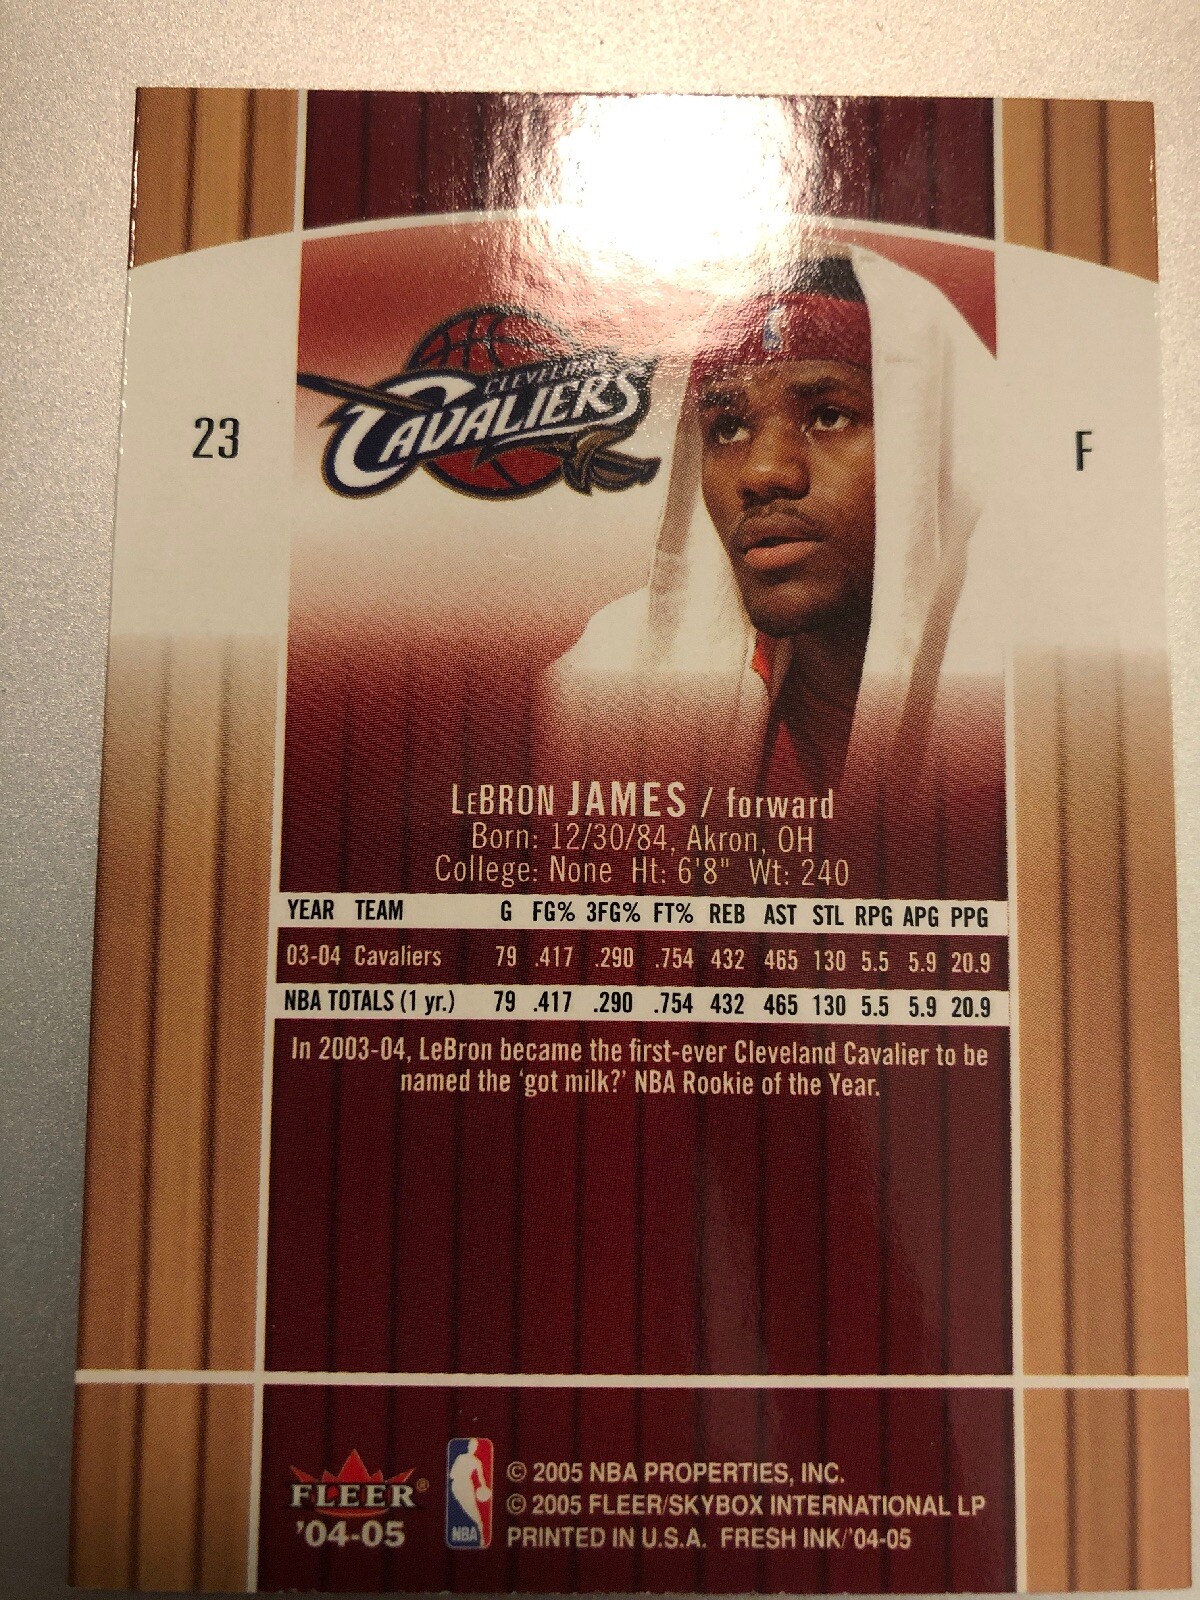 CLEVELAND
CAVALIERS
23
F
LeBRON JAMES / forward
Born: 12/30/84, Akron, OH
College: None Ht: 6'8" Wt: 240
YEAR TEAM G FG% 3FG% FT% REB AST STL RPG APG PPG
03-04 Cavaliers 79 .417 .290 .754 432 465 130 5.5 5.9 20.9
NBA TOTALS (1 yr.) 79 .417 .290 .754 432 465 130 5.5 5.9 20.9
In 2003-04, LeBron became the first-ever Cleveland Cavalier to be
named the 'got milk?' NBA Rookie of the Year.
FLEER®
'04-05
NBA
© 2005 NBA PROPERTIES, INC.
© 2005 FLEER/SKYBOX INTERNATIONAL LP
PRINTED IN U.S.A. FRESH INK/'04-05